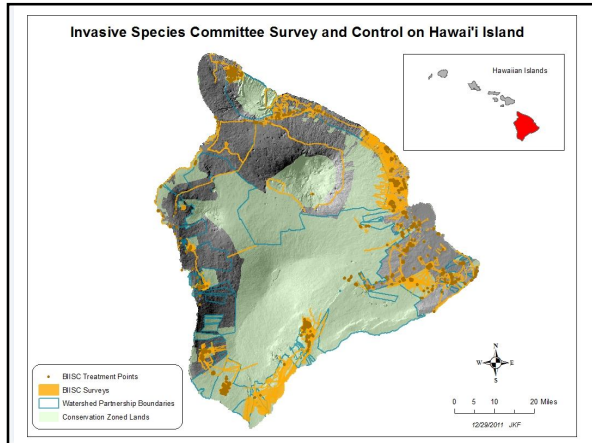 Invasive Species Committee Survey and Control on Hawai'i Island
Hawaiian Islands
BIISC Treatment Points
BIISC Surveys
Watershed Partnership Boundaries
Conservation Zoned Lands
N
W E
S
0 5 10 20 Miles
12/29/2011 JKF